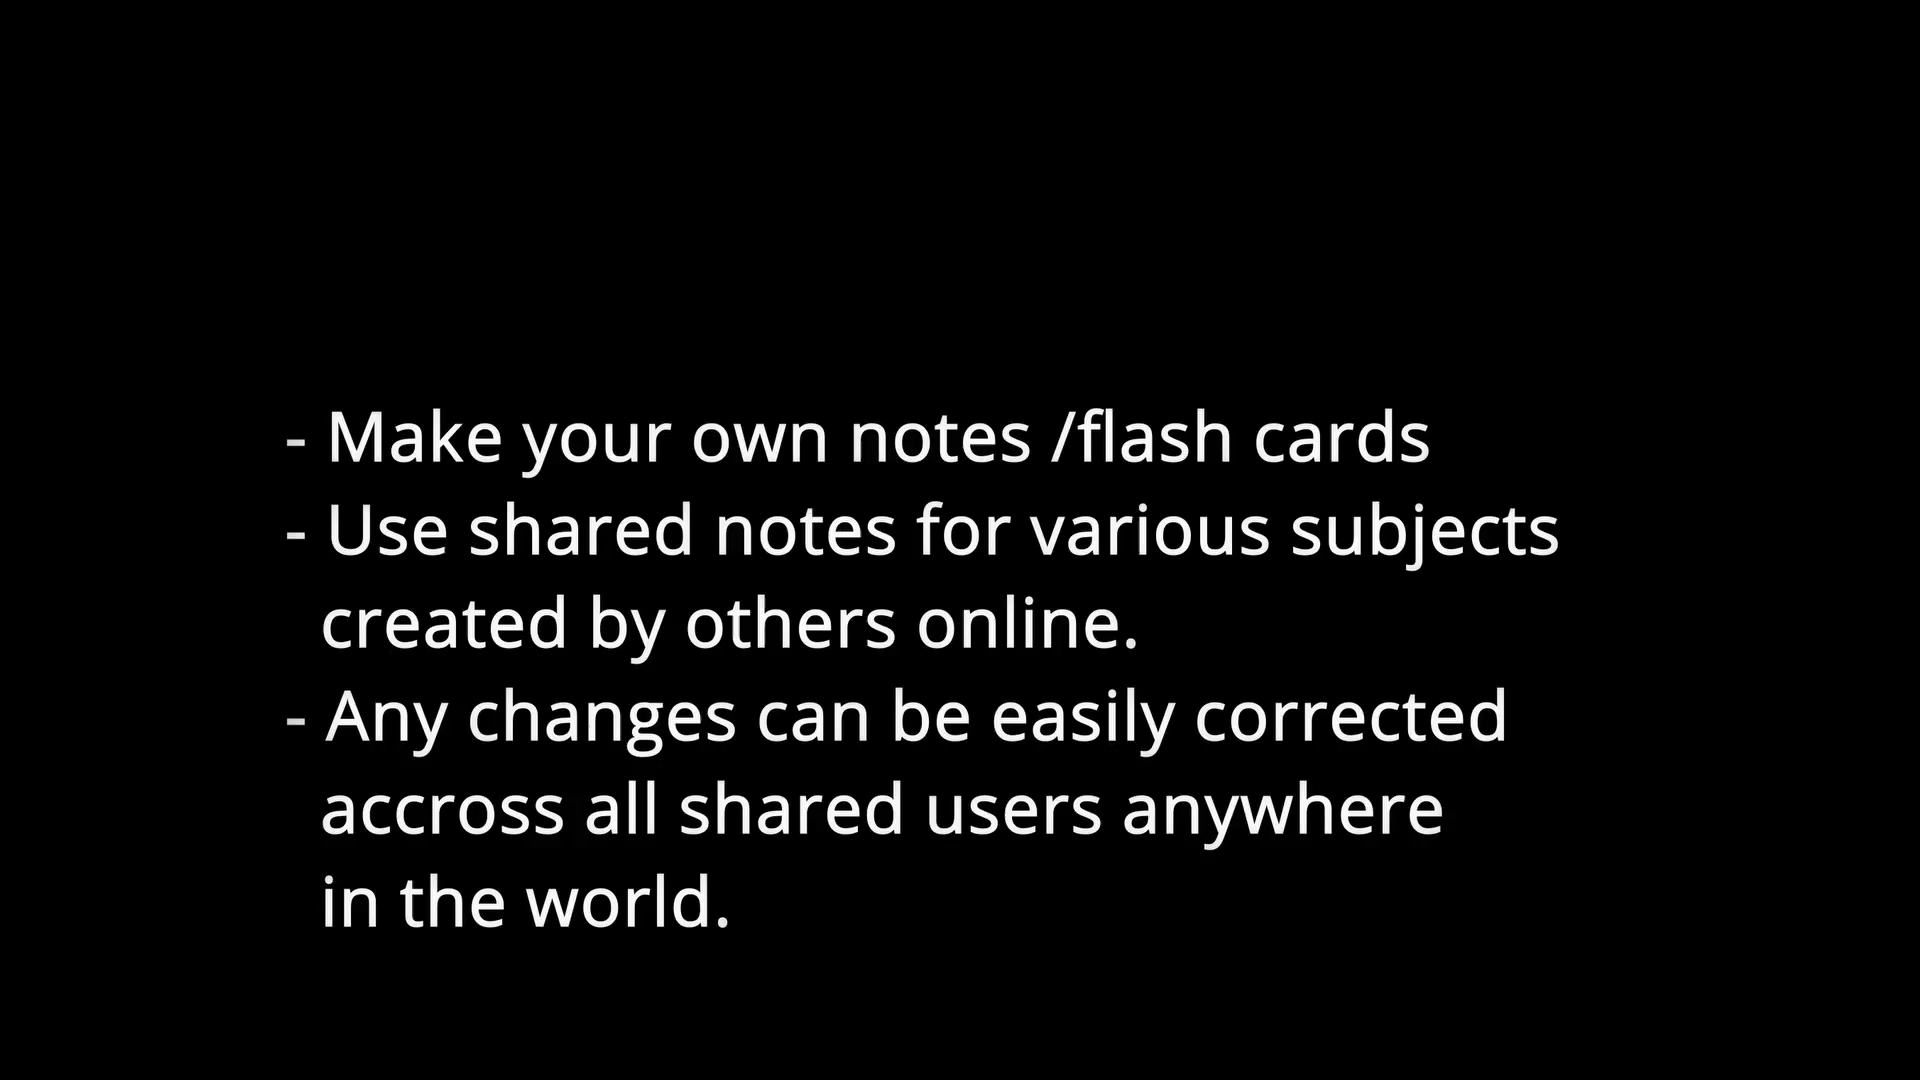 - Make your own notes /flash cards
- Use shared notes for various subjects
created by others online.
- Any changes can be easily corrected
accross all shared users anywhere
in the world.